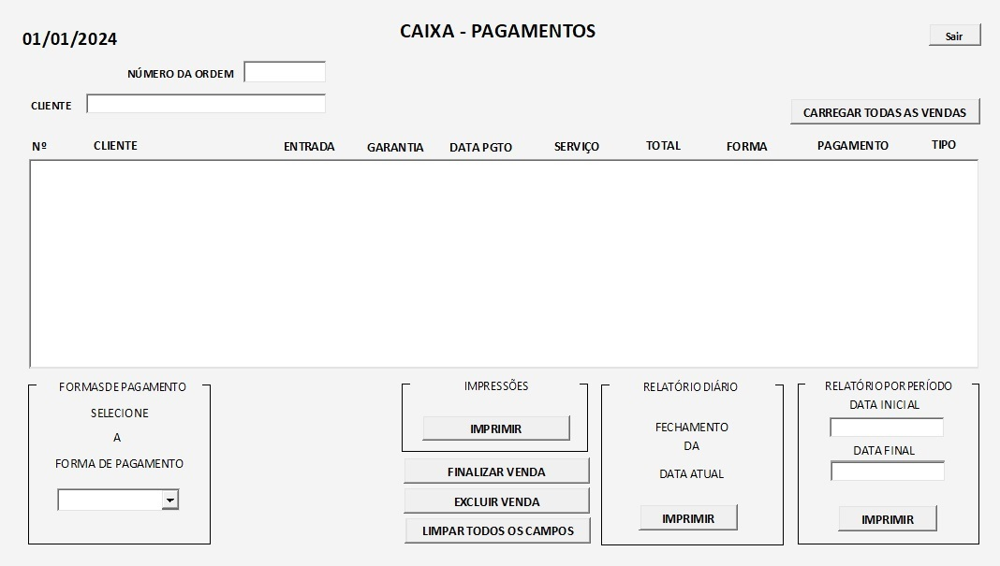 01/01/2024
CAIXA - PAGAMENTOS
Sair
NÚMERO DA ORDEM
CLIENTE
CARREGAR TODAS AS VENDAS
Nº CLIENTE ENTRADA GARANTIA DATA PGTO SERVIÇO TOTAL FORMA PAGAMENTO TIPO
FORMAS DE PAGAMENTO
SELECIONE
A
FORMA DE PAGAMENTO
IMPRESSÕES
IMPRIMIR
FINALIZAR VENDA
EXCLUIR VENDA
LIMPAR TODOS OS CAMPOS
RELATÓRIO DIÁRIO
FECHAMENTO
DA
DATA ATUAL
IMPRIMIR
RELATÓRIO POR PERÍODO
DATA INICIAL
DATA FINAL
IMPRIMIR